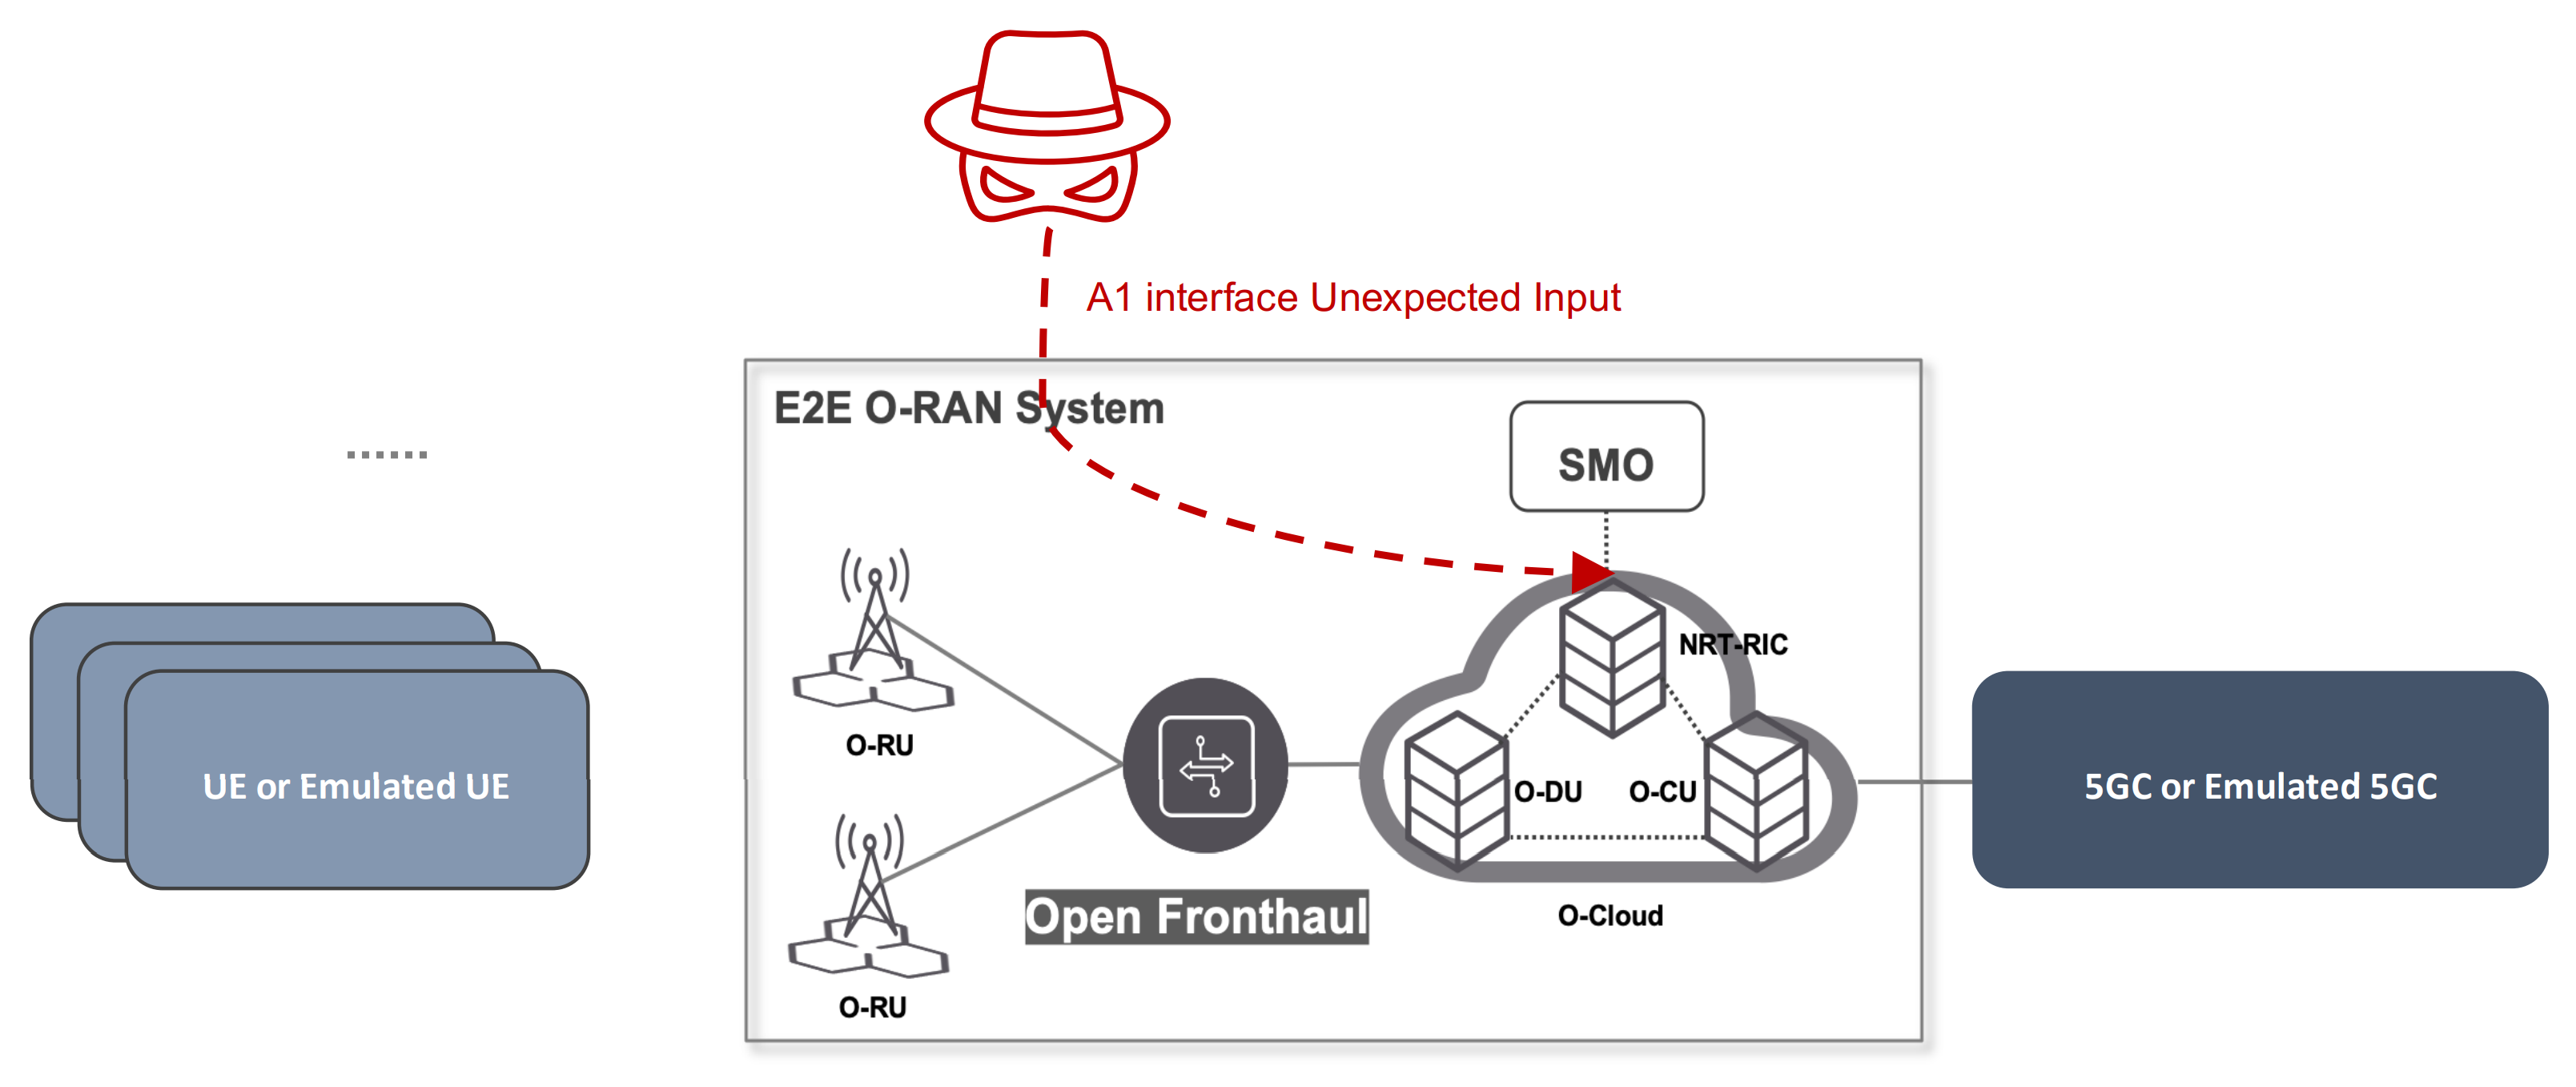 A1 interface Unexpected Input
E2E O-RAN System
SMO
NRT-RIC
O-RU
UE or Emulated UE
O-DU
O-CU
5GC or Emulated 5GC
Open Fronthaul
O-Cloud
O-RU